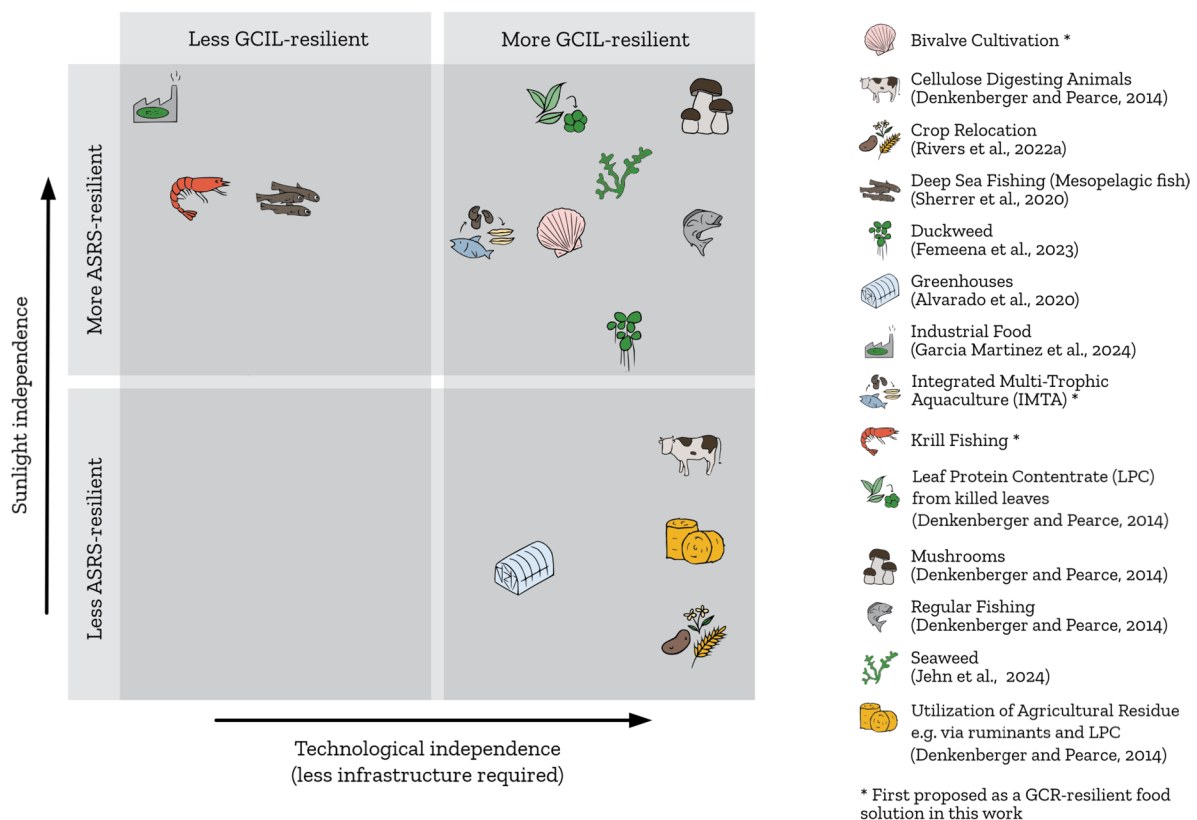 Less GCIL-resilient
More GCIL-resilient
More ASRS-resilient
Less ASRS-resilient
Sunlight independence
Technological independence
(less infrastructure required)
Bivalve Cultivation *
Cellulose Digesting Animals
(Denkenberger and Pearce, 2014)
Crop Relocation
(Rivers et al., 2022a)
Deep Sea Fishing (Mesopelagic fish)
(Sherrer et al., 2020)
Duckweed
(Femeena et al., 2023)
Greenhouses
(Alvarado et al., 2020)
Industrial Food
(Garcia Martinez et al., 2024)
Integrated Multi-Trophic
Aquaculture (IMTA) *
Krill Fishing *
Leaf Protein Contentrate (LPC)
from killed leaves
(Denkenberger and Pearce, 2014)
Mushrooms
(Denkenberger and Pearce, 2014)
Regular Fishing
(Denkenberger and Pearce, 2014)
Seaweed
(Jehn et al., 2024)
Utilization of Agricultural Residue
e.g. via ruminants and LPC
(Denkenberger and Pearce, 2014)
* First proposed as a GCR-resilient food
solution in this work